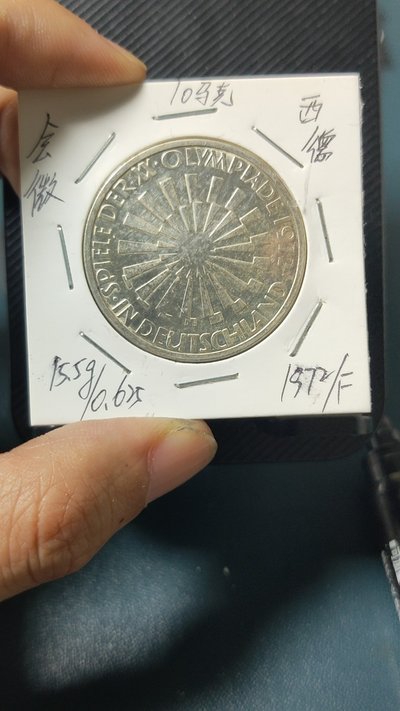 10马克
西德
会徽
SPIELE DER XX · OLYMPIADE 1972 IN DEUTSCHLAND ·
15.5g/0.625
1972/F